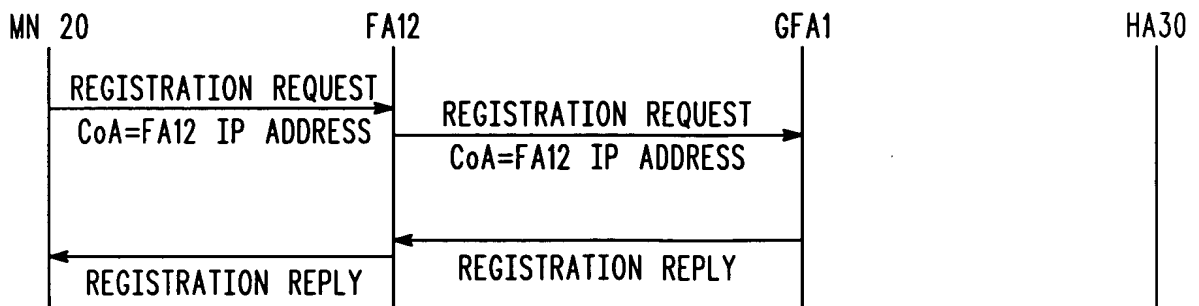 MN 20 FA12 GFA1 HA30
REGISTRATION REQUEST
CoA=FA12 IP ADDRESS
REGISTRATION REQUEST
CoA=FA12 IP ADDRESS
REGISTRATION REPLY
REGISTRATION REPLY